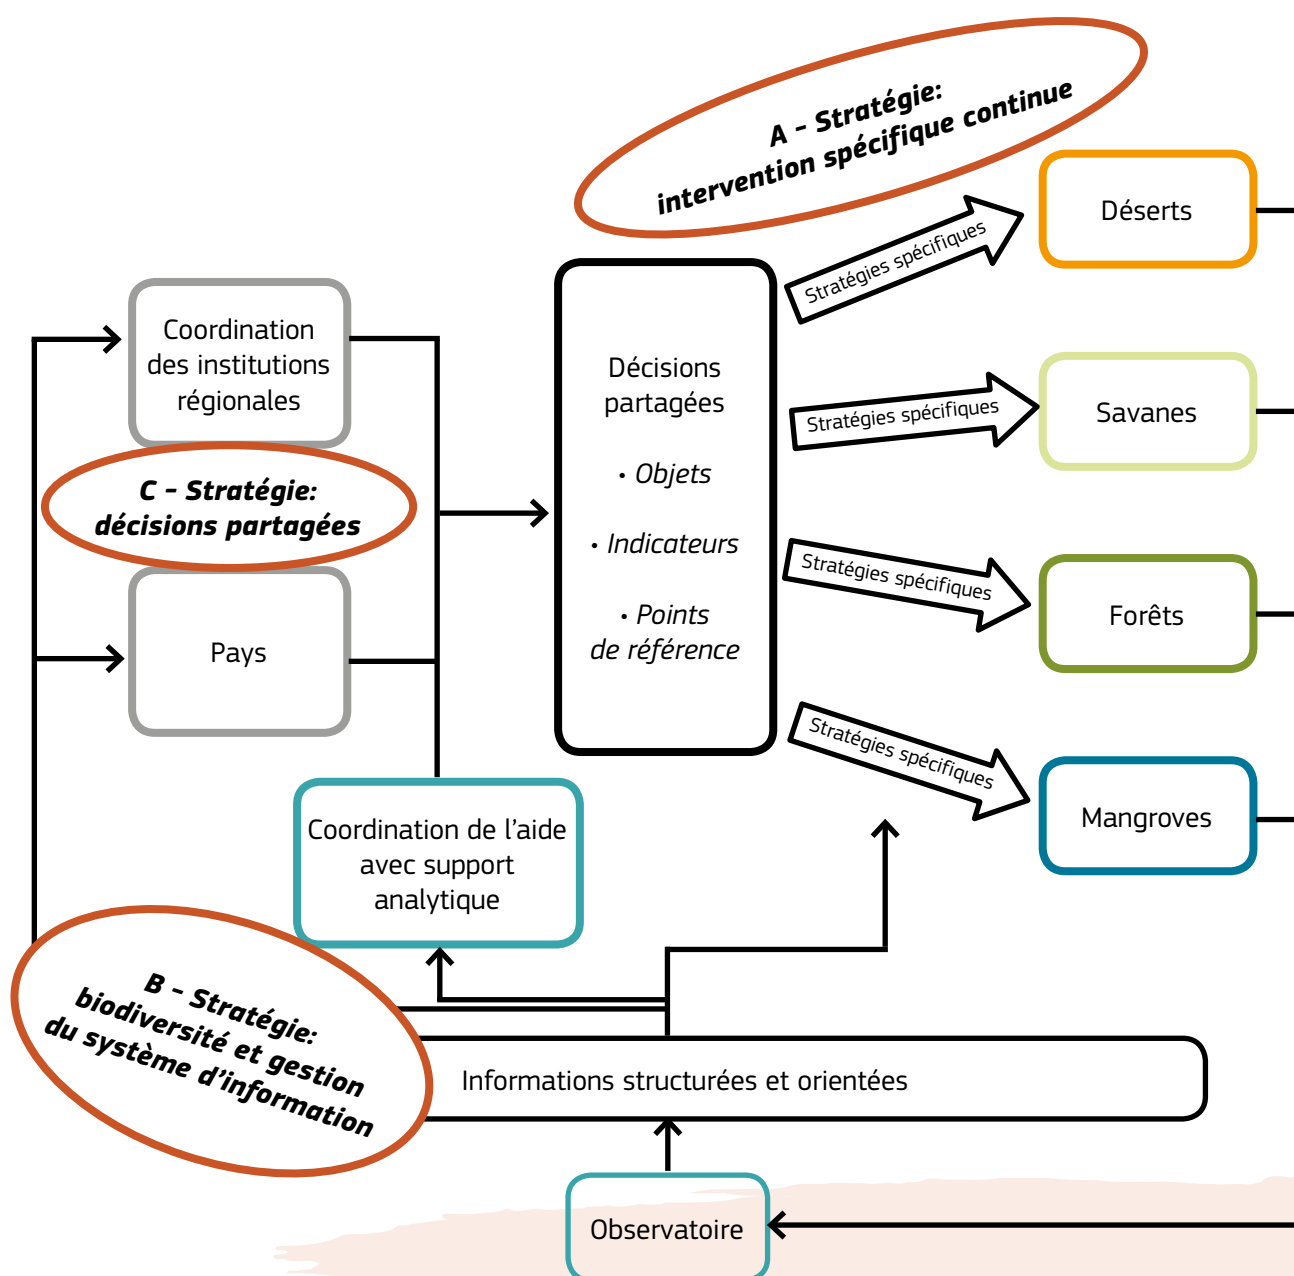 A - Stratégie:
intervention spécifique continue
Déserts
Stratégies spécifiques
Coordination
des institutions
régionales
Décisions
partagées
• Objets
• Indicateurs
• Points
de référence
Stratégies spécifiques
Savanes
C - Stratégie:
décisions partagées
Stratégies spécifiques
Forêts
Pays
Stratégies spécifiques
Mangroves
Coordination de l’aide
avec support
analytique
B - Stratégie:
biodiversité et gestion
du système d’information
Informations structurées et orientées
Observatoire